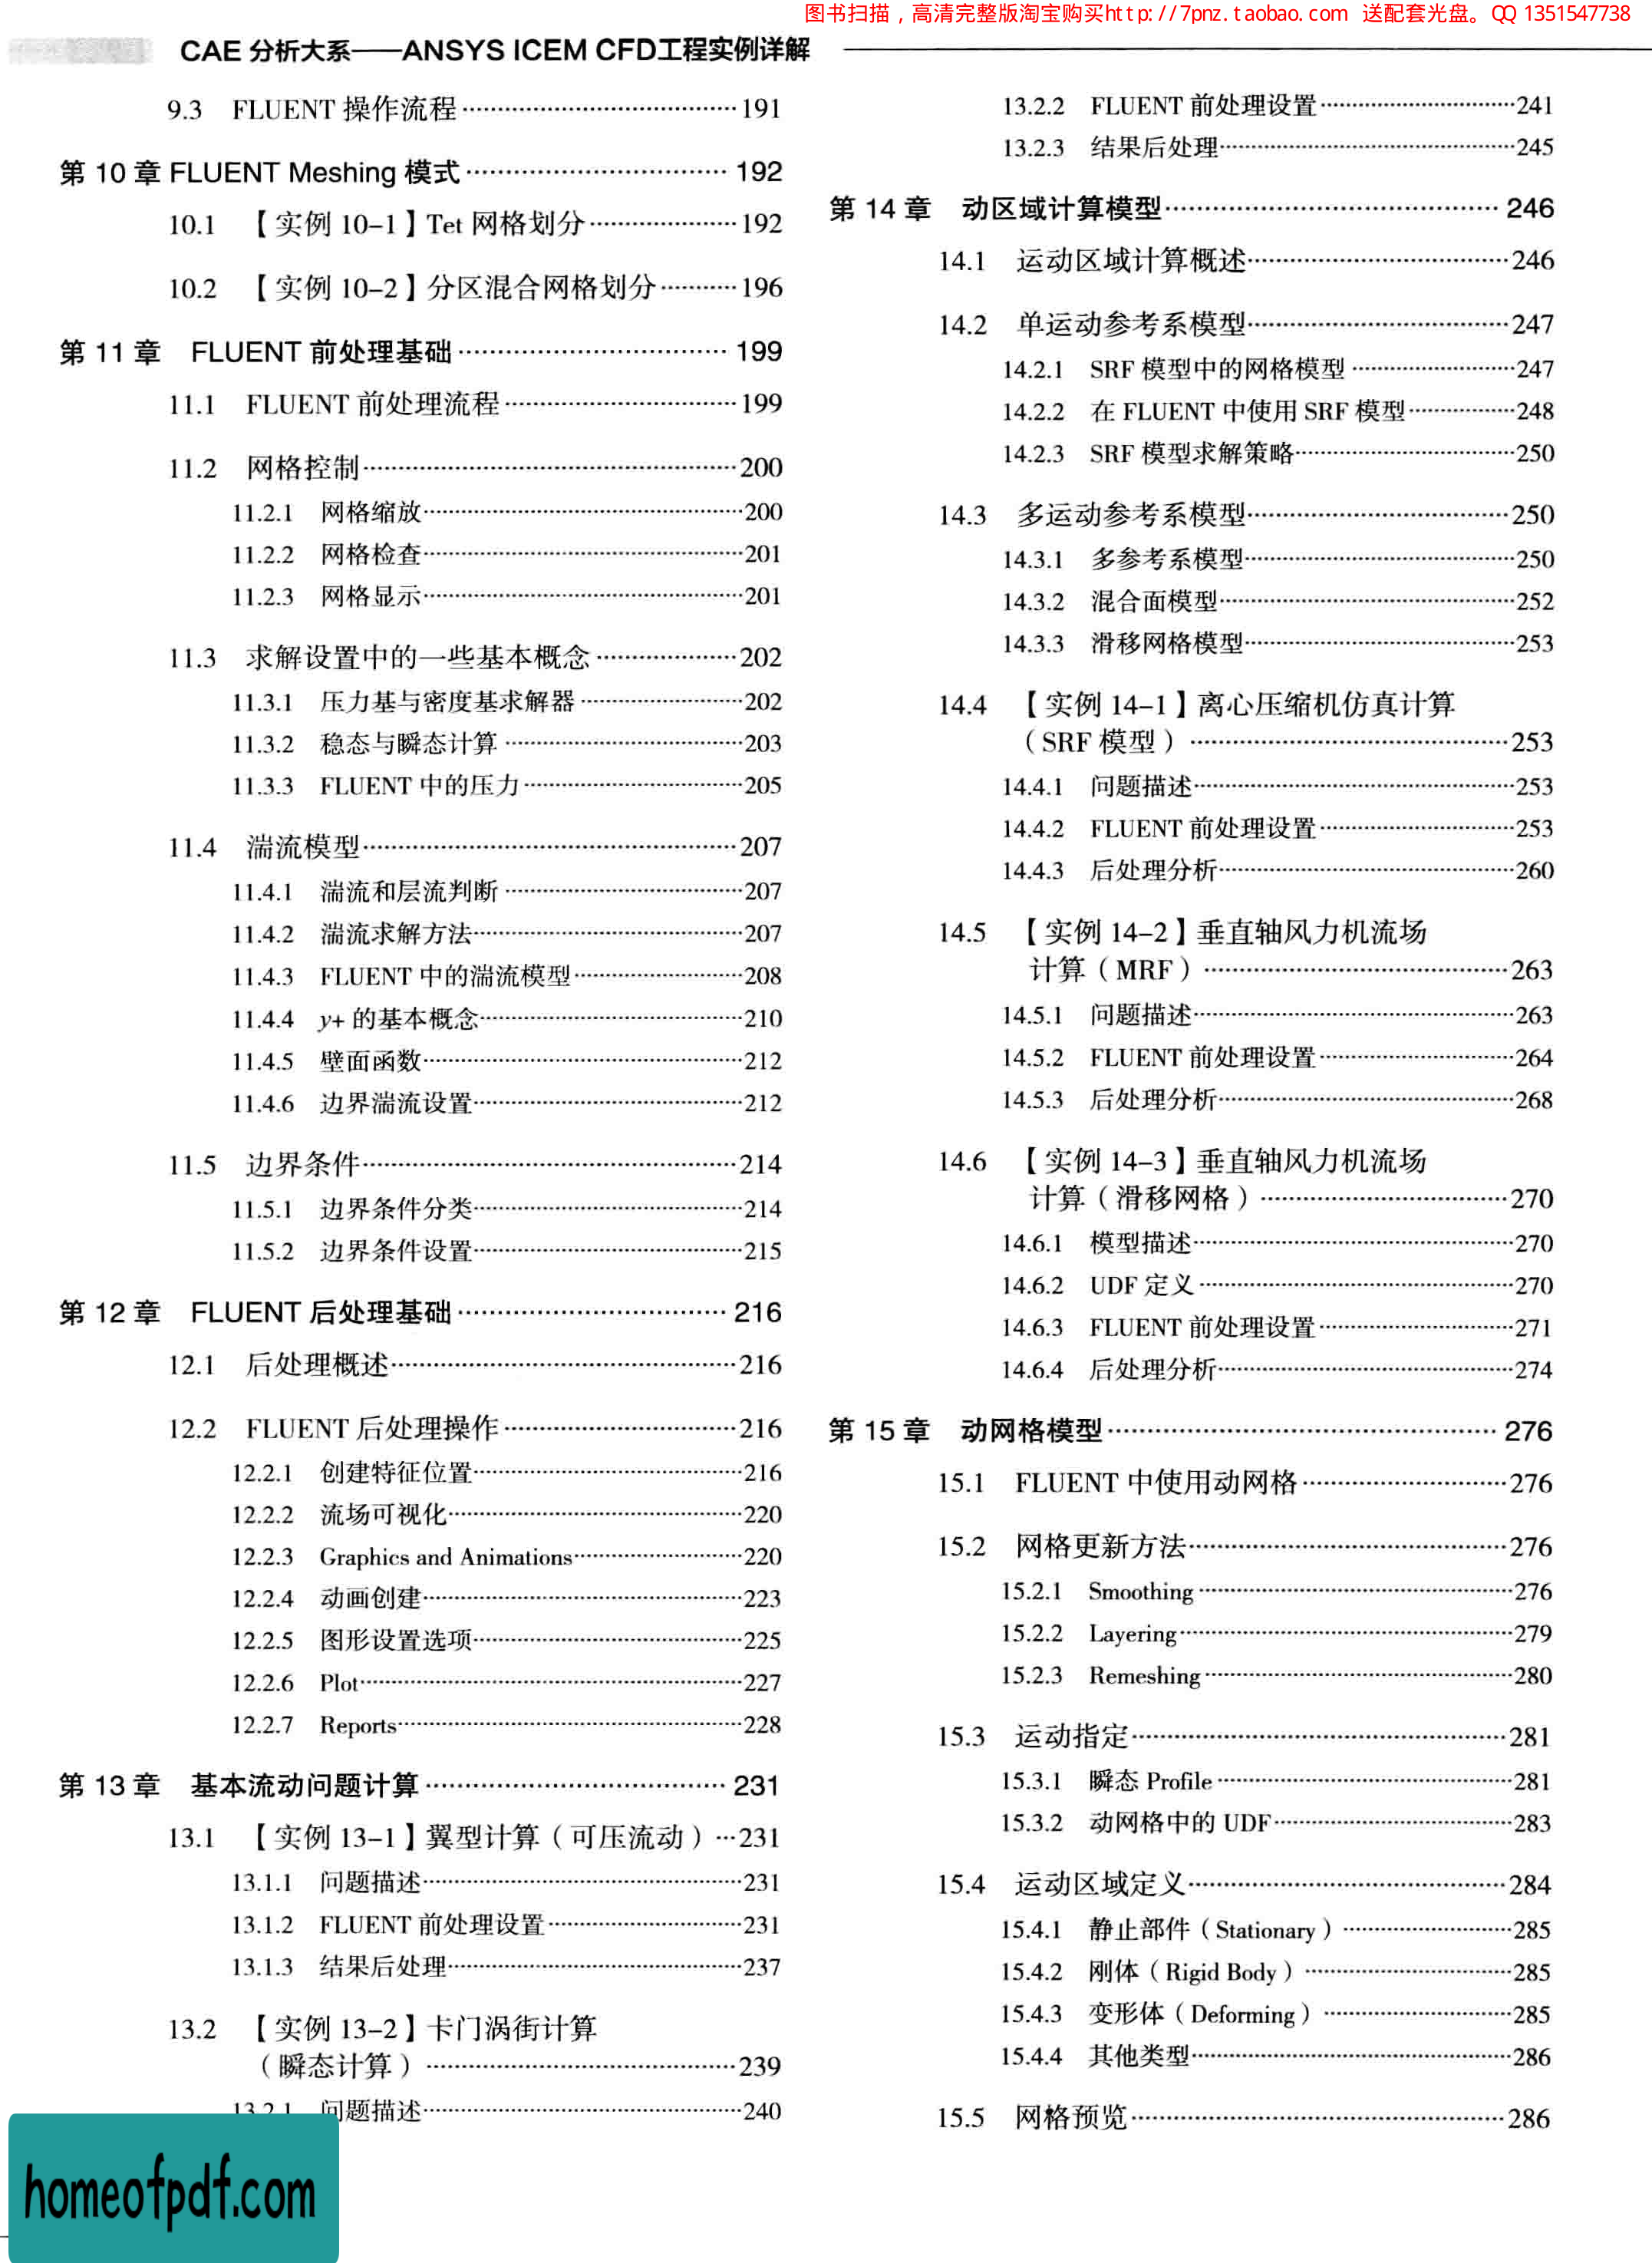 图书扫描，高清完整版淘宝购买http://7pnz.taobao.com 送配套光盘。QQ 1351547738
CAE 分析大系——ANSYS ICEM CFD工程实例详解
9.3 FLUENT 操作流程……191
第 10 章 FLUENT Meshing 模式……192
10.1 【实例 10-1】Tet 网格划分……192
10.2 【实例 10-2】分区混合网格划分……196
第 11 章 FLUENT 前处理基础……199
11.1 FLUENT 前处理流程……199
11.2 网格控制……200
11.2.1 网格缩放……200
11.2.2 网格检查……201
11.2.3 网格显示……201
11.3 求解设置中的一些基本概念……202
11.3.1 压力基与密度基求解器……202
11.3.2 稳态与瞬态计算……203
11.3.3 FLUENT 中的压力……205
11.4 湍流模型……207
11.4.1 湍流和层流判断……207
11.4.2 湍流求解方法……207
11.4.3 FLUENT 中的湍流模型……208
11.4.4 y+ 的基本概念……210
11.4.5 壁面函数……212
11.4.6 边界湍流设置……212
11.5 边界条件……214
11.5.1 边界条件分类……214
11.5.2 边界条件设置……215
第 12 章 FLUENT 后处理基础……216
12.1 后处理概述……216
12.2 FLUENT 后处理操作……216
12.2.1 创建特征位置……216
12.2.2 流场可视化……220
12.2.3 Graphics and Animations……220
12.2.4 动画创建……223
12.2.5 图形设置选项……225
12.2.6 Plot……227
12.2.7 Reports……228
第 13 章 基本流动问题计算……231
13.1 【实例 13-1】翼型计算（可压流动）…231
13.1.1 问题描述……231
13.1.2 FLUENT 前处理设置……231
13.1.3 结果后处理……237
13.2 【实例 13-2】卡门涡街计算
（瞬态计算）……239
13.2.1 问题描述……240
13.2.2 FLUENT 前处理设置……241
13.2.3 结果后处理……245
第 14 章 动区域计算模型……246
14.1 运动区域计算概述……246
14.2 单运动参考系模型……247
14.2.1 SRF 模型中的网格模型……247
14.2.2 在 FLUENT 中使用 SRF 模型……248
14.2.3 SRF 模型求解策略……250
14.3 多运动参考系模型……250
14.3.1 多参考系模型……250
14.3.2 混合面模型……252
14.3.3 滑移网格模型……253
14.4 【实例 14-1】离心压缩机仿真计算
（SRF 模型）……253
14.4.1 问题描述……253
14.4.2 FLUENT 前处理设置……253
14.4.3 后处理分析……260
14.5 【实例 14-2】垂直轴风力机流场
计算（MRF）……263
14.5.1 问题描述……263
14.5.2 FLUENT 前处理设置……264
14.5.3 后处理分析……268
14.6 【实例 14-3】垂直轴风力机流场
计算（滑移网格）……270
14.6.1 模型描述……270
14.6.2 UDF 定义……270
14.6.3 FLUENT 前处理设置……271
14.6.4 后处理分析……274
第 15 章 动网格模型……276
15.1 FLUENT 中使用动网格……276
15.2 网格更新方法……276
15.2.1 Smoothing……276
15.2.2 Layering……279
15.2.3 Remeshing……280
15.3 运动指定……281
15.3.1 瞬态 Profile……281
15.3.2 动网格中的 UDF……283
15.4 运动区域定义……284
15.4.1 静止部件（Stationary）……285
15.4.2 刚体（Rigid Body）……285
15.4.3 变形体（Deforming）……285
15.4.4 其他类型……286
15.5 网格预览……286
homeofpdf.com